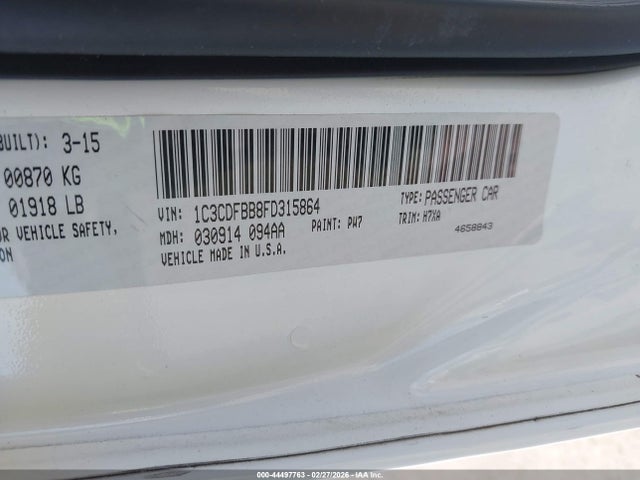 BUILT): 3-15
00870 KG
01918 LB
OR VEHICLE SAFETY,
ON
VIN: 1C3CDFBB8FD315864
TYPE: PASSENGER CAR
MDH: 030914 094AA
PAINT: PW7
TRIM: H7XA
VEHICLE MADE IN U.S.A.
4658843
000-44497763 - 02/27/2026 - IAA Inc.